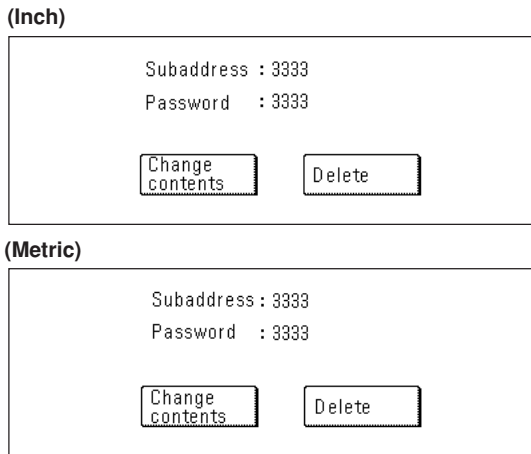 (Inch)
Subaddress : 3333
Password : 3333
Change
contents
Delete
(Metric)
Subaddress : 3333
Password : 3333
Change
contents
Delete